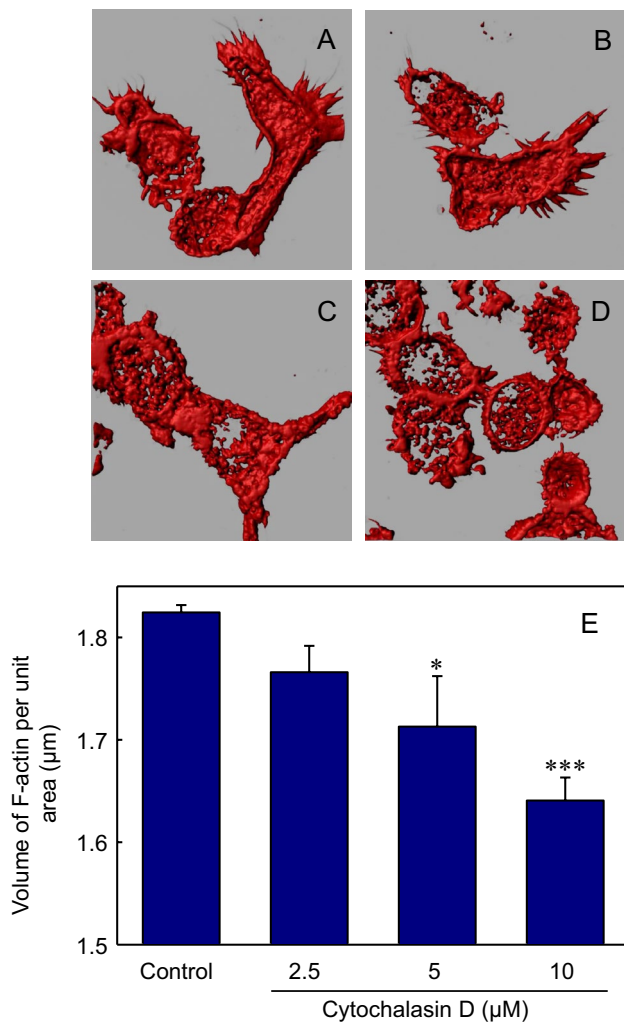 A
B
C
D
E
Volume of F-actin per unit
area (µm)
1.8
1.7
1.6
1.5
*
***
Control
2.5
5
10
Cytochalasin D (µM)